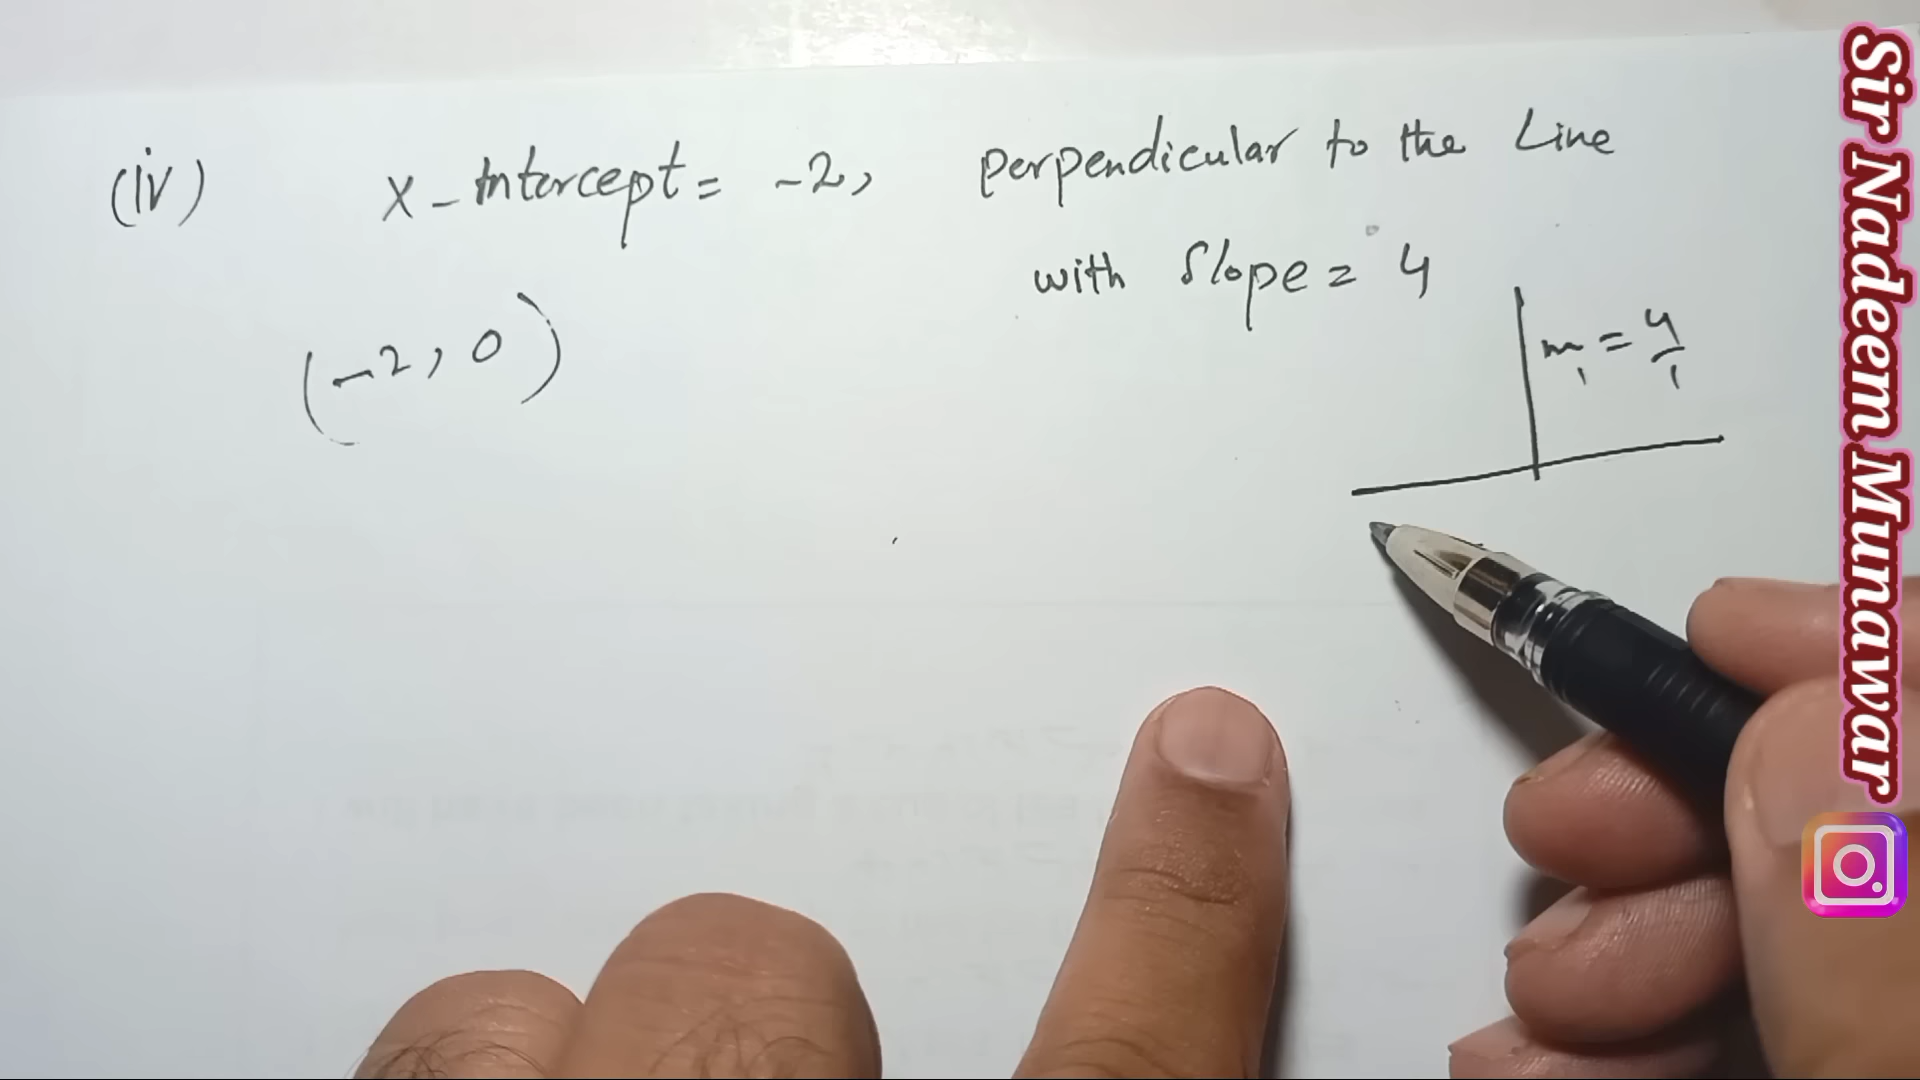 (iv) X-Intercept = -2, perpendicular to the Line
with Slope = 4
(-2, 0)
m₁ = 4/1
Sir Nadeem Munawar